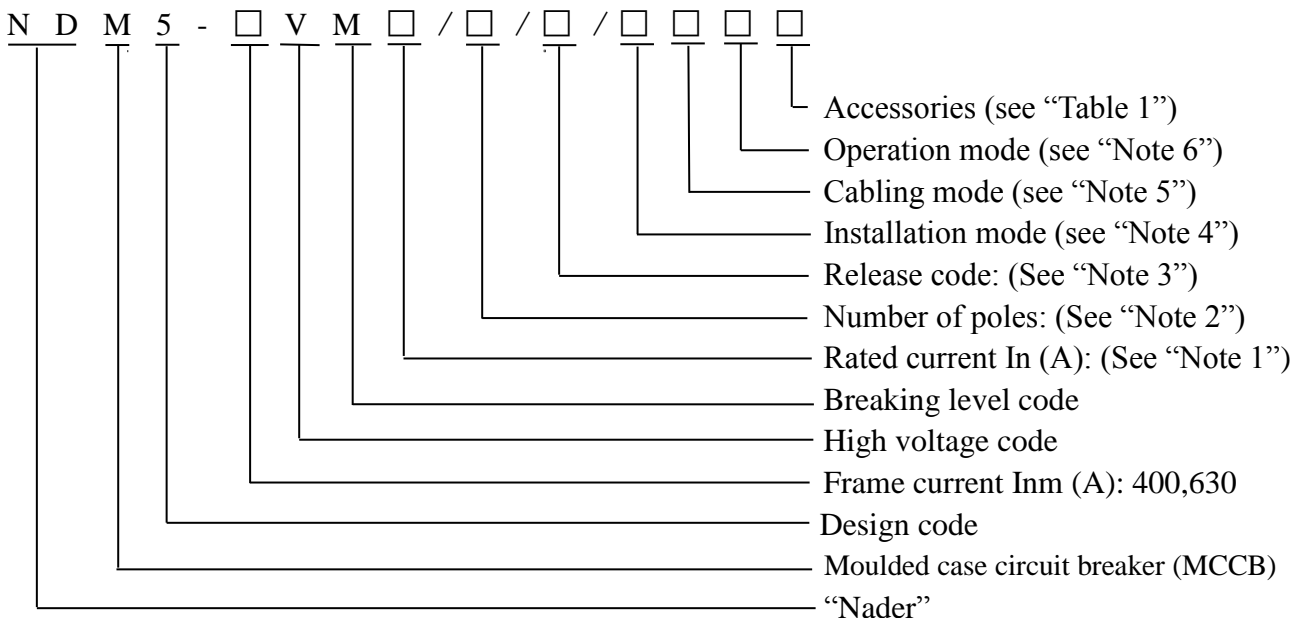 N D M 5 - □ V M □ / □ / □ / □ □ □ □
Accessories (see “Table 1”)
Operation mode (see “Note 6”)
Cabling mode (see “Note 5”)
Installation mode (see “Note 4”)
Release code: (See “Note 3”)
Number of poles: (See “Note 2”)
Rated current In (A): (See “Note 1”)
Breaking level code
High voltage code
Frame current Inm (A): 400,630
Design code
Moulded case circuit breaker (MCCB)
“Nader”